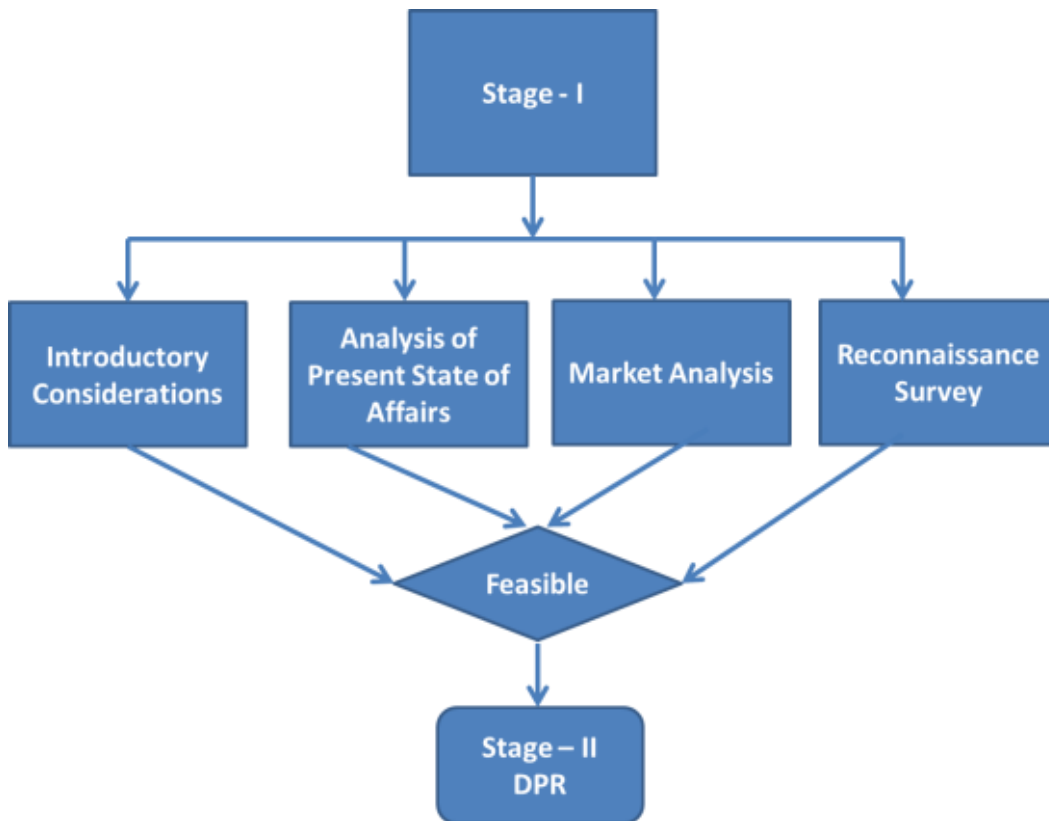 Stage - I
Introductory
Considerations
Analysis of
Present State of
Affairs
Market Analysis
Reconnaissance
Survey
Feasible
Stage – II
DPR